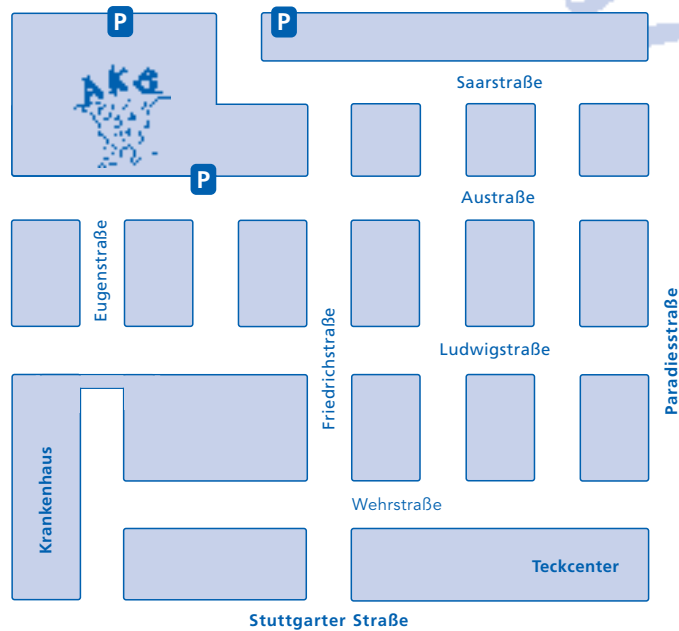 P
P
AKG
Saarstraße
P
Austraße
Eugenstraße
Friedrichstraße
Paradiesstraße
Ludwigstraße
Krankenhaus
Wehrstraße
Teckcenter
Stuttgarter Straße